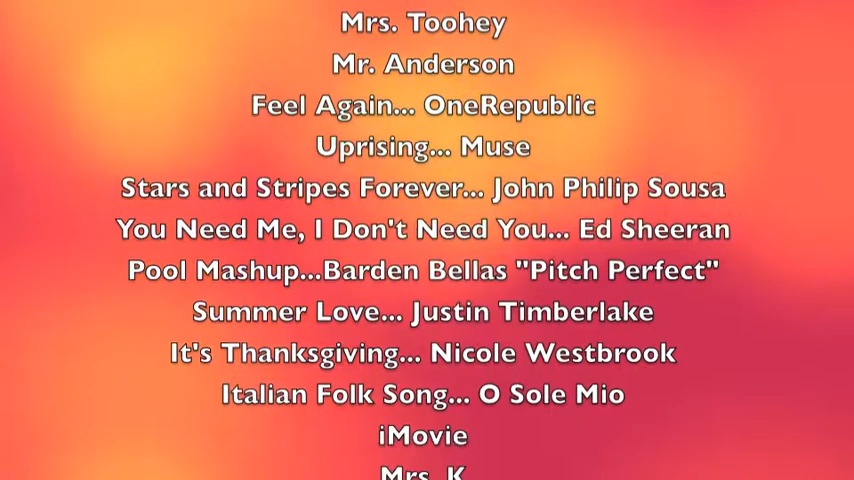 Mrs. Toohey
Mr. Anderson
Feel Again... OneRepublic
Uprising... Muse
Stars and Stripes Forever... John Philip Sousa
You Need Me, I Don't Need You... Ed Sheeran
Pool Mashup...Barden Bellas "Pitch Perfect"
Summer Love... Justin Timberlake
It's Thanksgiving... Nicole Westbrook
Italian Folk Song... O Sole Mio
iMovie
Mrs. K